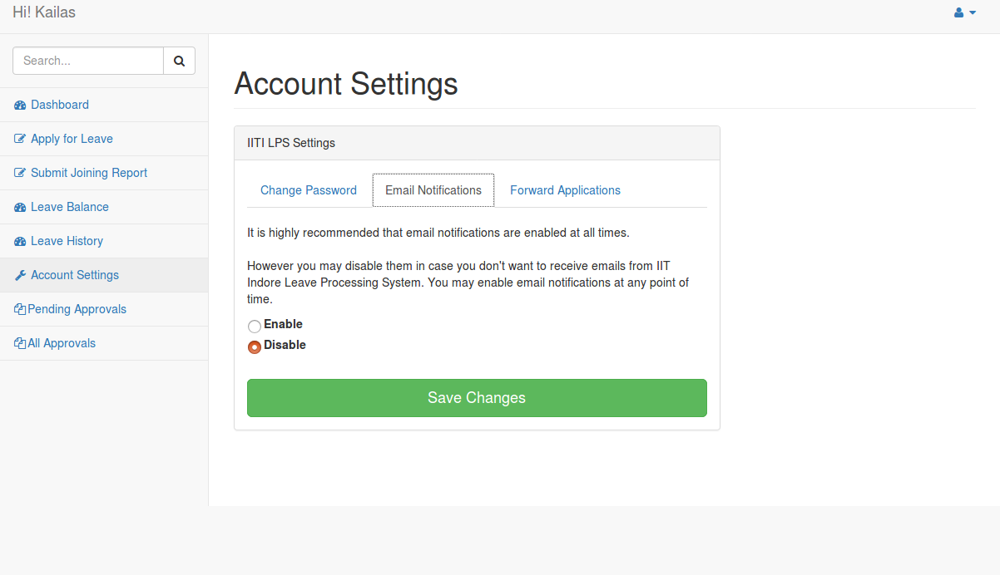 Hi! Kailas
Search...
Dashboard
Apply for Leave
Submit Joining Report
Leave Balance
Leave History
Account Settings
Pending Approvals
All Approvals
Account Settings
IITI LPS Settings
Change Password Email Notifications Forward Applications
It is highly recommended that email notifications are enabled at all times.
However you may disable them in case you don't want to receive emails from IIT
Indore Leave Processing System. You may enable email notifications at any point of
time.
Enable
Disable
Save Changes